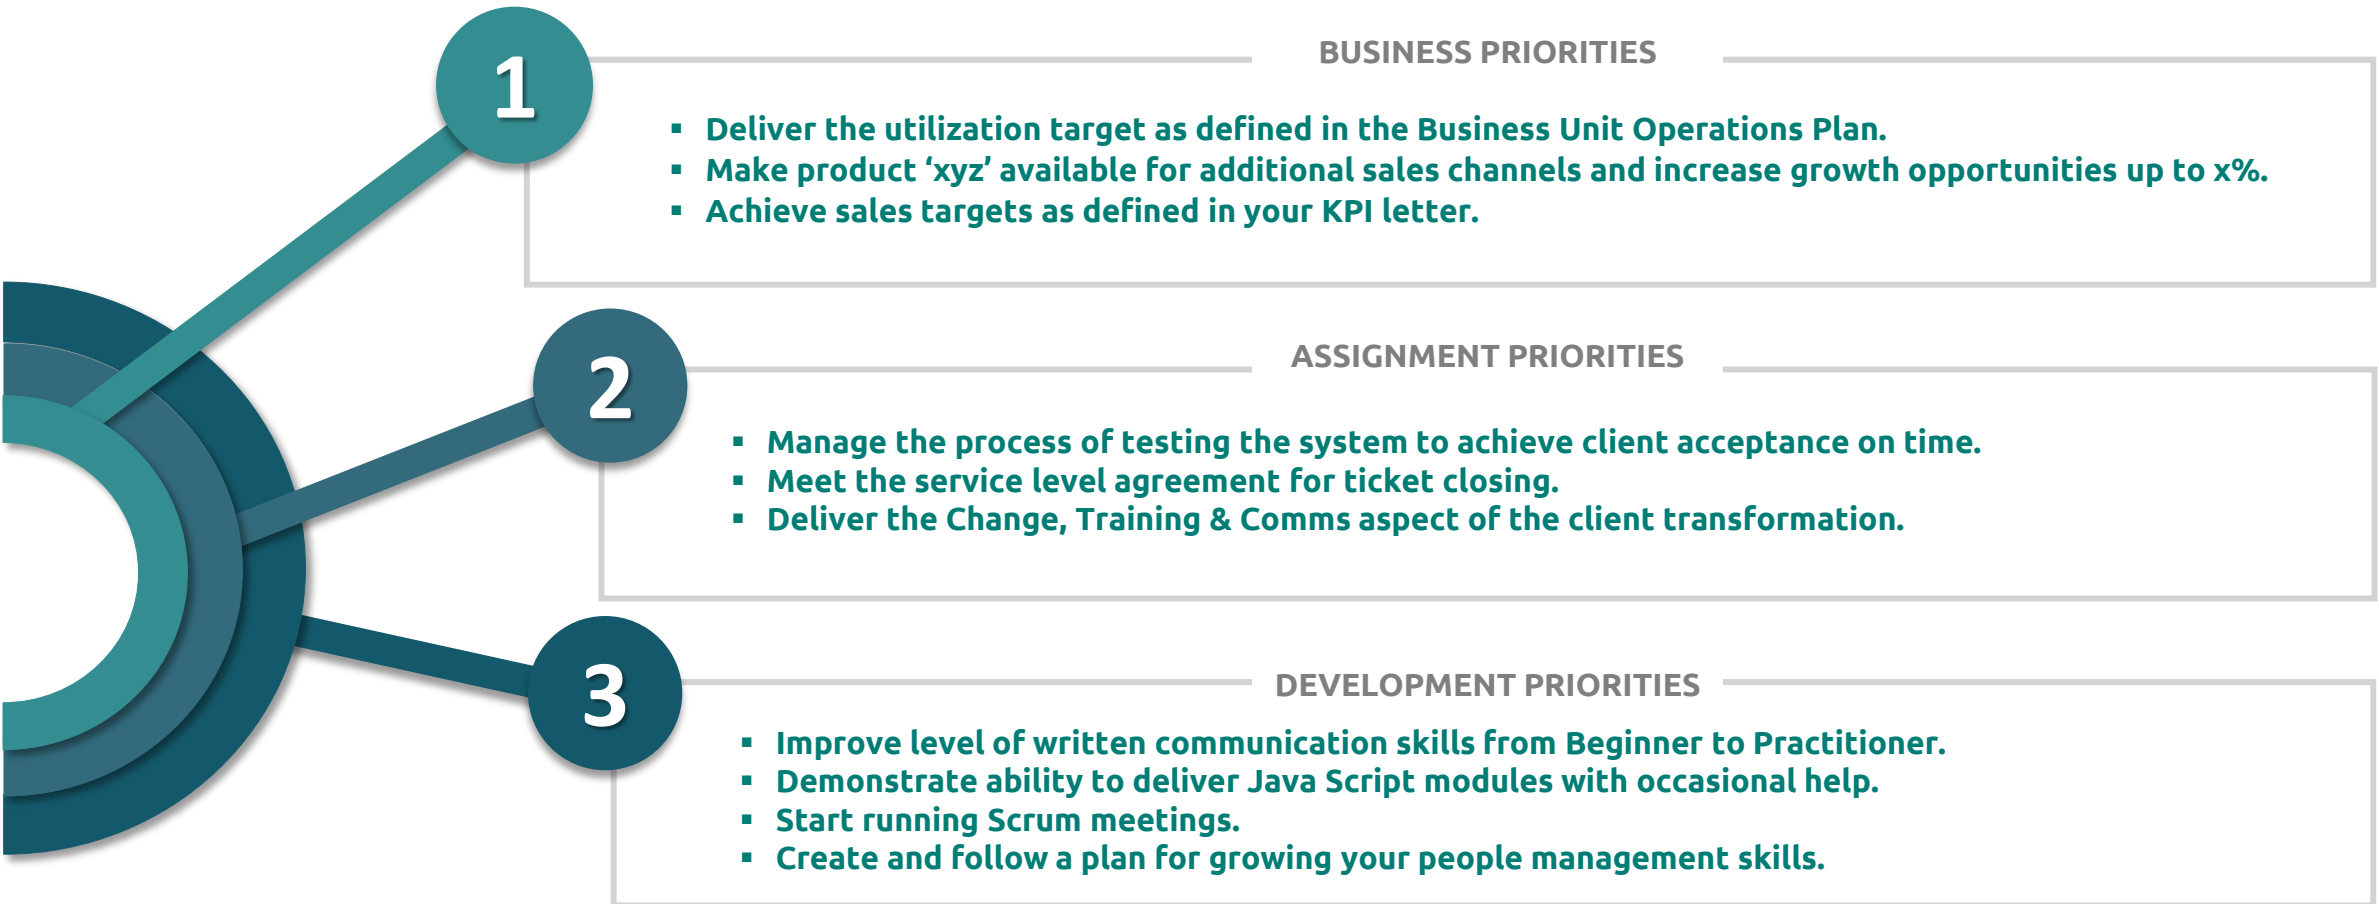 1
BUSINESS PRIORITIES
▪ Deliver the utilization target as defined in the Business Unit Operations Plan.
▪ Make product ‘xyz’ available for additional sales channels and increase growth opportunities up to x%.
▪ Achieve sales targets as defined in your KPI letter.
2
ASSIGNMENT PRIORITIES
▪ Manage the process of testing the system to achieve client acceptance on time.
▪ Meet the service level agreement for ticket closing.
▪ Deliver the Change, Training & Comms aspect of the client transformation.
3
DEVELOPMENT PRIORITIES
▪ Improve level of written communication skills from Beginner to Practitioner.
▪ Demonstrate ability to deliver Java Script modules with occasional help.
▪ Start running Scrum meetings.
▪ Create and follow a plan for growing your people management skills.